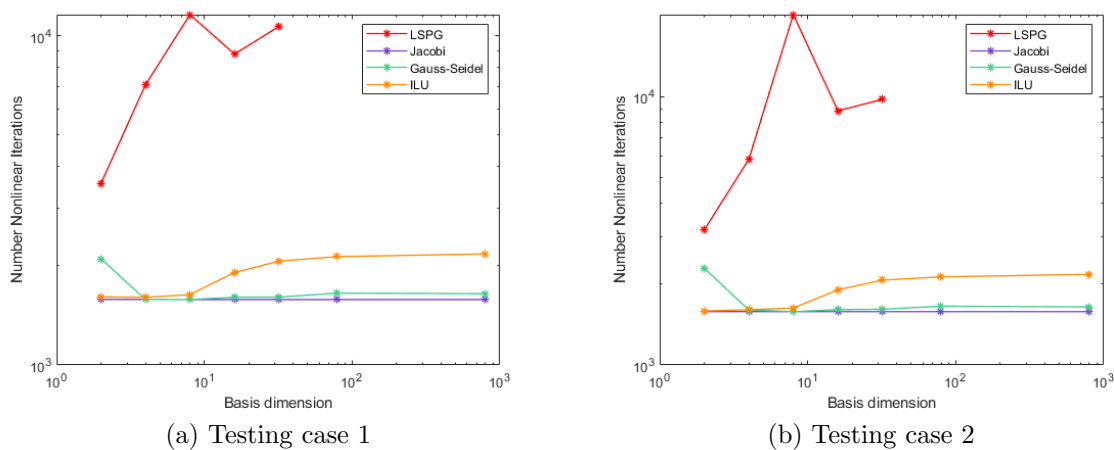 10^4
10^3
Number Nonlinear Iterations
LSPG
Jacobi
Gauss-Seidel
ILU
10^0
10^1
10^2
10^3
Basis dimension
(a) Testing case 1
10^4
10^3
Number Nonlinear Iterations
LSPG
Jacobi
Gauss-Seidel
ILU
10^0
10^1
10^2
10^3
Basis dimension
(b) Testing case 2